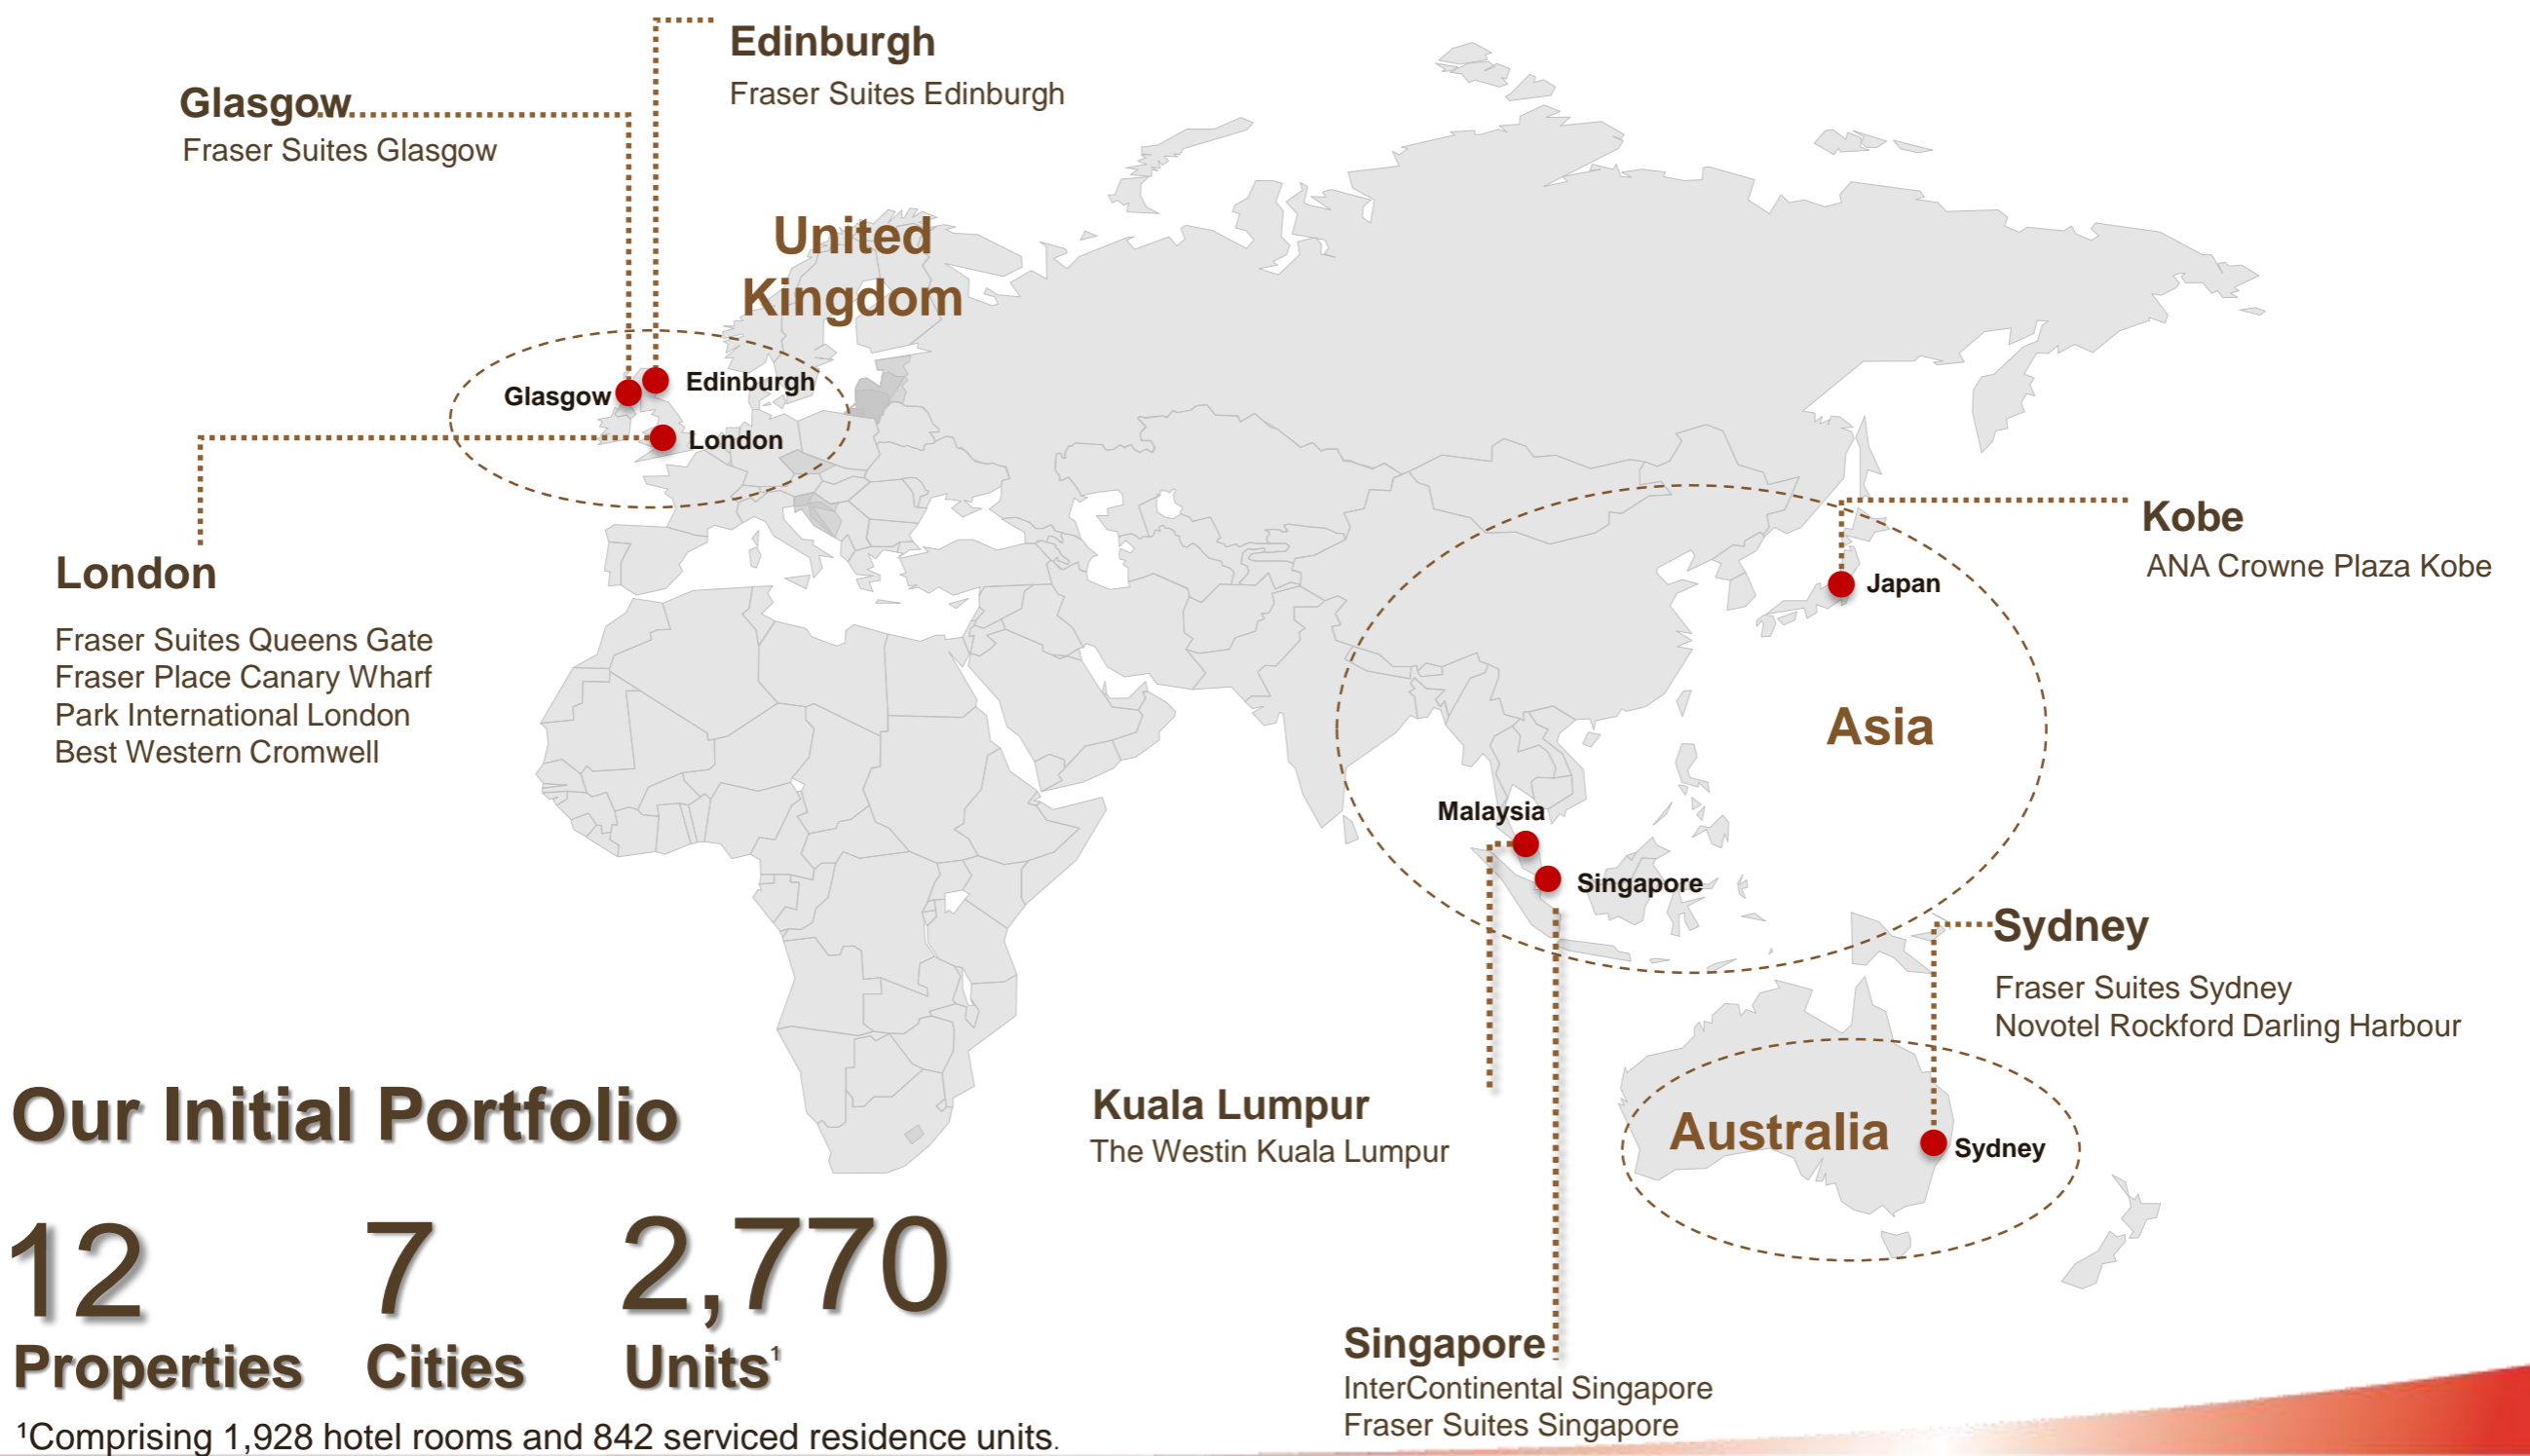 Edinburgh
Fraser Suites Edinburgh
Glasgow
Fraser Suites Glasgow
United
Kingdom
Glasgow
Edinburgh
London
London
Fraser Suites Queens Gate
Fraser Place Canary Wharf
Park International London
Best Western Cromwell
Kobe
ANA Crowne Plaza Kobe
Japan
Asia
Malaysia
Singapore
Sydney
Fraser Suites Sydney
Novotel Rockford Darling Harbour
Australia
Sydney
Kuala Lumpur
The Westin Kuala Lumpur
Singapore
InterContinental Singapore
Fraser Suites Singapore
Our Initial Portfolio
12 7 2,770
Properties Cities Units¹
¹Comprising 1,928 hotel rooms and 842 serviced residence units.